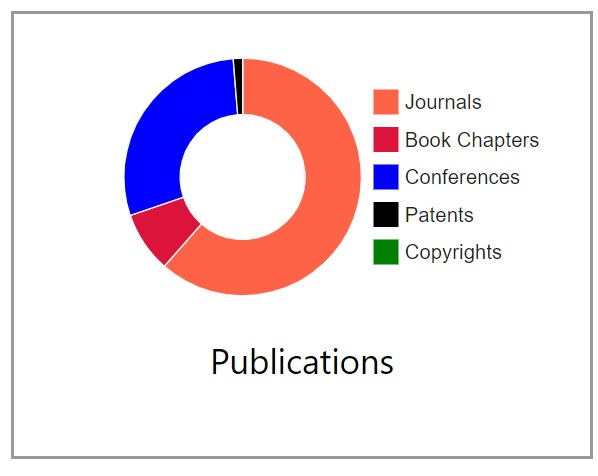 Journals
Book Chapters
Conferences
Patents
Copyrights
Publications